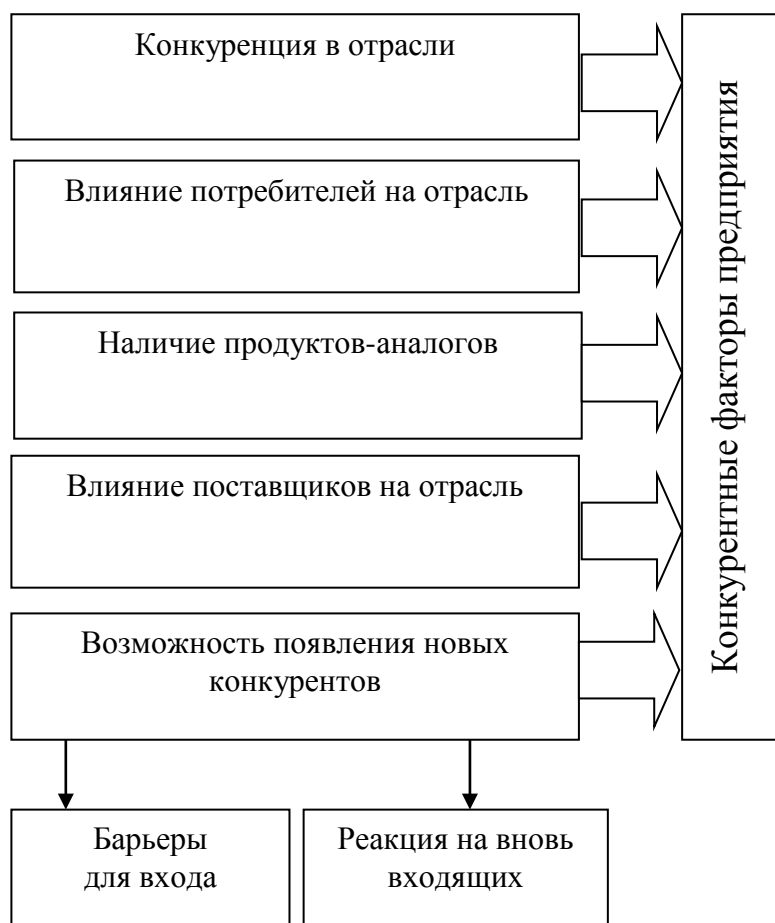 Конкуренция в отрасли
Влияние потребителей на отрасль
Наличие продуктов-аналогов
Влияние поставщиков на отрасль
Возможность появления новых
конкурентов
Конкурентные факторы предприятия
Барьеры
для входа
Реакция на вновь
входящих